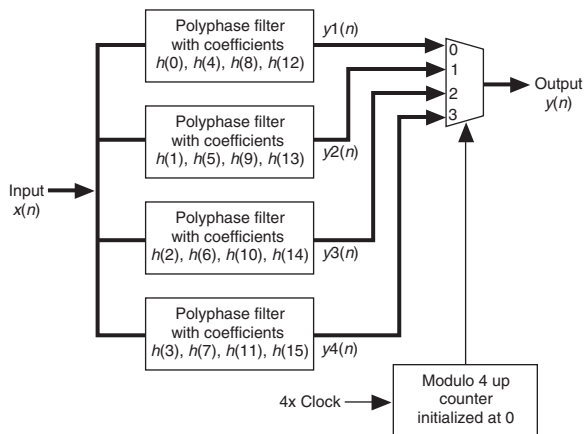 Polyphase filter
with coefficients
h(0), h(4), h(8), h(12)
y1(n)
Polyphase filter
with coefficients
h(1), h(5), h(9), h(13)
y2(n)
Polyphase filter
with coefficients
h(2), h(6), h(10), h(14)
y3(n)
Polyphase filter
with coefficients
h(3), h(7), h(11), h(15)
y4(n)
Input
x(n)
0
1
2
3
Output
y(n)
4x Clock
Modulo 4 up
counter
initialized at 0